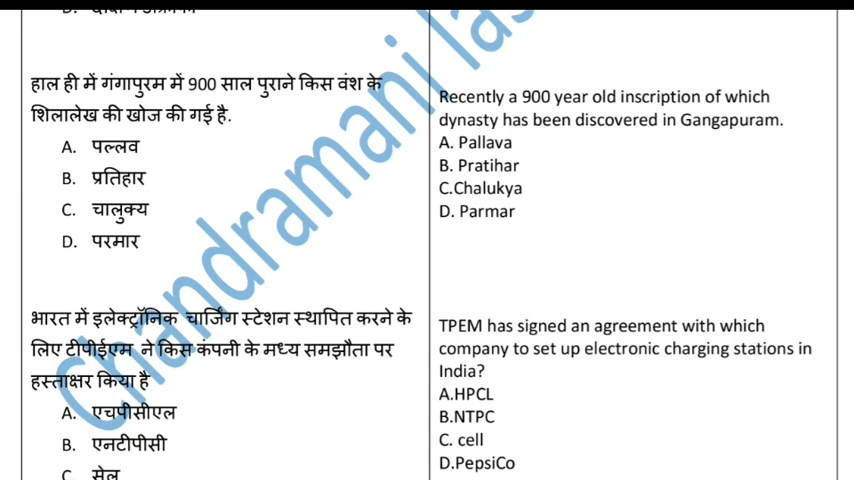 हाल ही में गंगापुरम में 900 साल पुराने किस वंश के
शिलालेख की खोज की गई है.
A. पल्लव
B. प्रतिहार
C. चालुक्य
D. परमार
भारत में इलेक्ट्रॉनिक चार्जिंग स्टेशन स्थापित करने के
लिए टीपीईएम ने किस कंपनी के मध्य समझौता पर
हस्ताक्षर किया है
A. एचपीसीएल
B. एनटीपीसी
C. सेल
Recently a 900 year old inscription of which
dynasty has been discovered in Gangapuram.
A. Pallava
B. Pratihar
C.Chalukya
D. Parmar
TPEM has signed an agreement with which
company to set up electronic charging stations in
India?
A.HPCL
B.NTPC
C. cell
D.PepsiCo
Chandramani